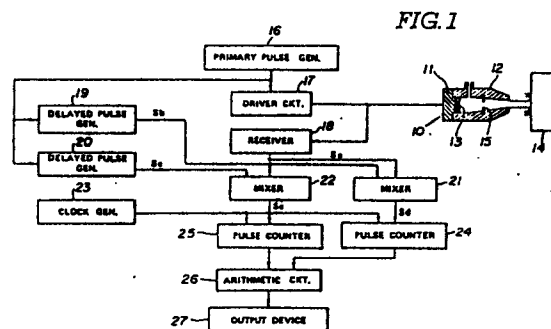 FIG. 1
16
PRIMARY PULSE GEN.
17
DRIVER CKT.
18
RECEIVER
19
DELAYED PULSE GEN.
20
DELAYED PULSE GEN.
23
CLOCK GEN.
Sb
Sc
Sa
MIXER
22
MIXER
21
Sd
PULSE COUNTER
25
PULSE COUNTER
24
ARITHMETIC CKT.
26
OUTPUT DEVICE
27
10
11
12
13
15
14